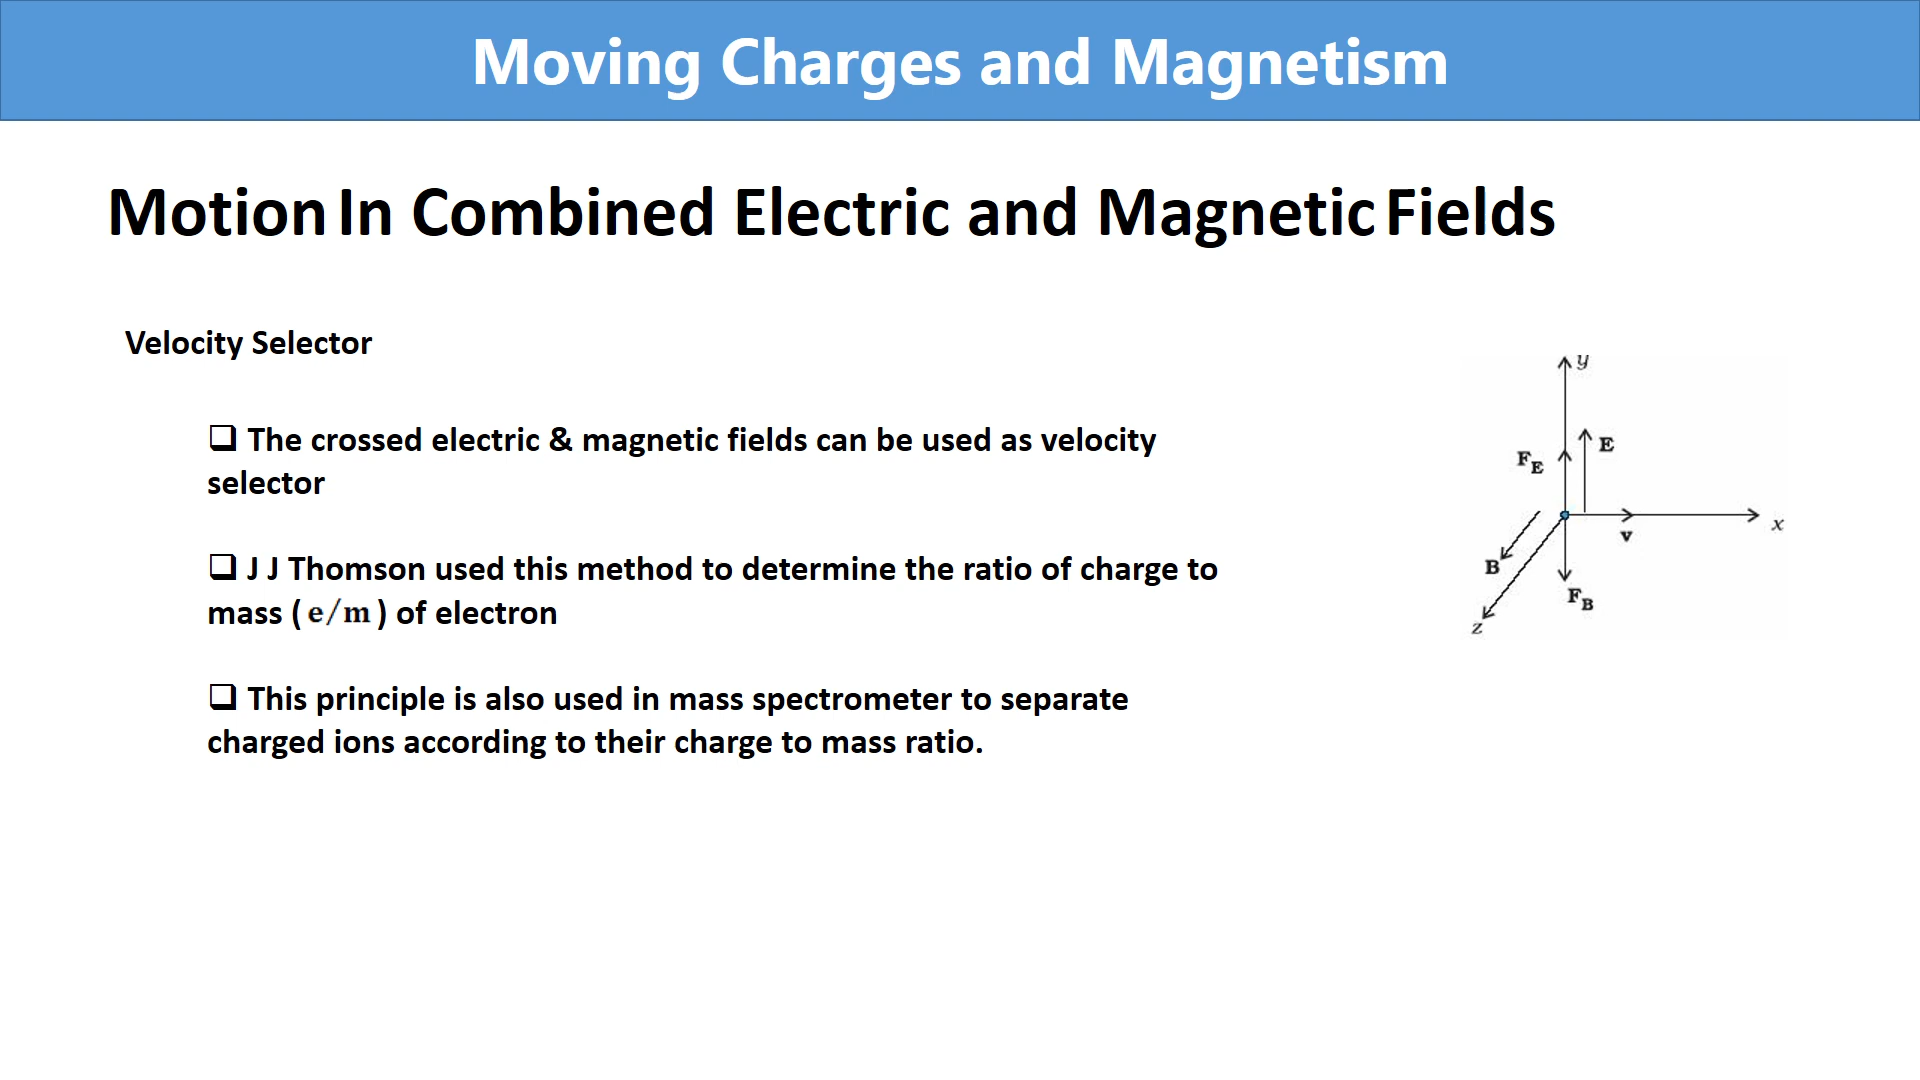 Moving Charges and Magnetism
Motion In Combined Electric and Magnetic Fields
Velocity Selector
❑ The crossed electric & magnetic fields can be used as velocity
selector
❑ J J Thomson used this method to determine the ratio of charge to
mass ( e/m ) of electron
❑ This principle is also used in mass spectrometer to separate
charged ions according to their charge to mass ratio.
y
E
F_E
x
v
B
F_B
z